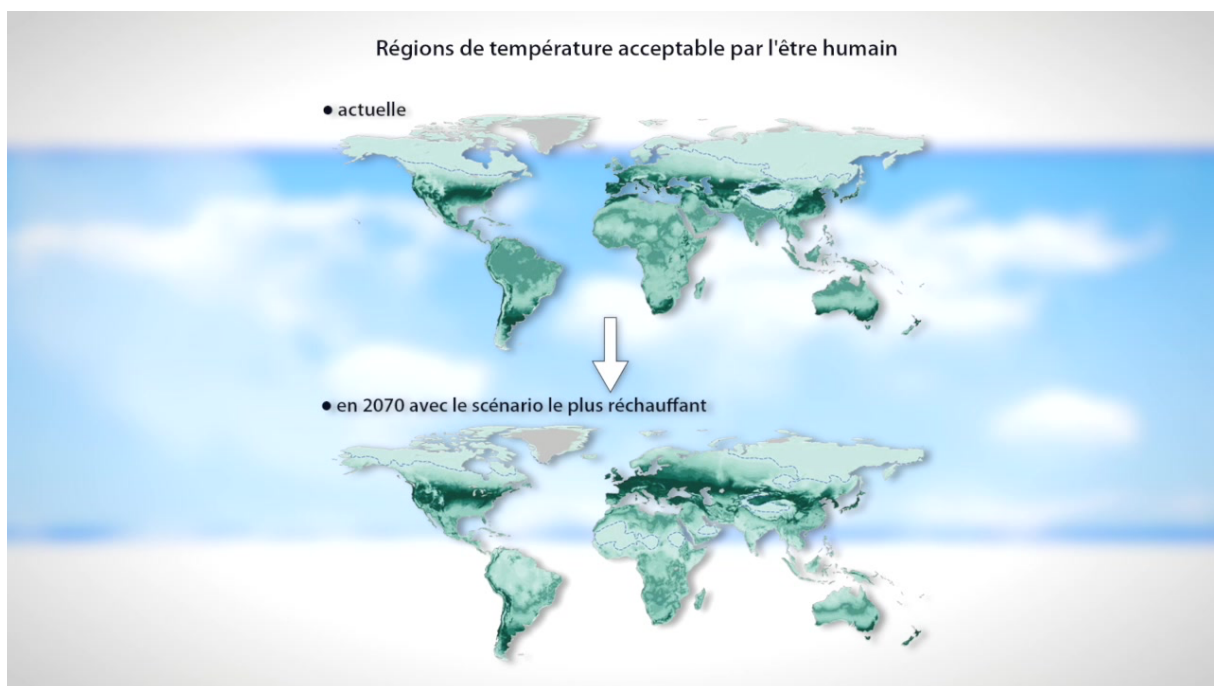 Régions de température acceptable par l'être humain
● actuelle
● en 2070 avec le scénario le plus réchauffant